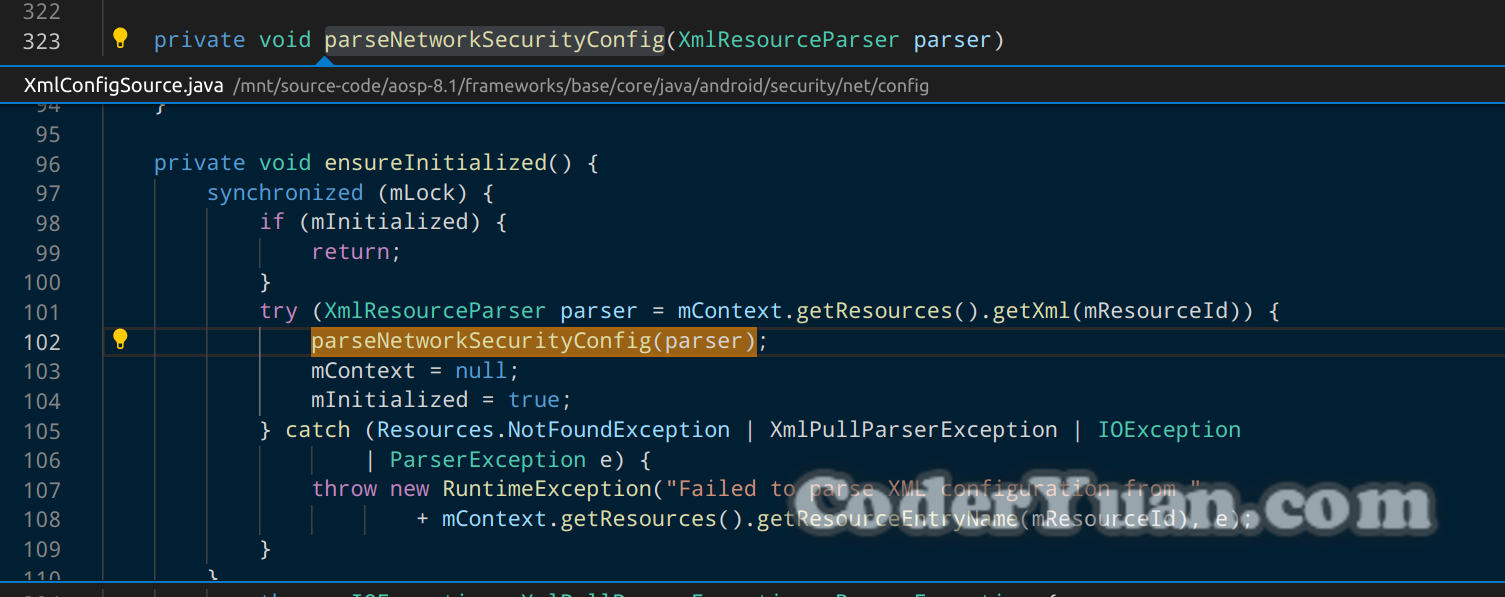 322
323 private void parseNetworkSecurityConfig(XmlResourceParser parser)
XmlConfigSource.java /mnt/source-code/aosp-8.1/frameworks/base/core/java/android/security/net/config
94 }
95
96 private void ensureInitialized() {
97 synchronized (mLock) {
98 if (mInitialized) {
99 return;
100 }
101 try (XmlResourceParser parser = mContext.getResources().getXml(mResourceId)) {
102 parseNetworkSecurityConfig(parser);
103 mContext = null;
104 mInitialized = true;
105 } catch (Resources.NotFoundException | XmlPullParserException | IOException
106 | ParserException e) {
107 throw new RuntimeException("Failed to parse XML configuration from "
108 + mContext.getResources().getResourceEntryName(mResourceId), e);
CoderYuan.com
109 }
110 }